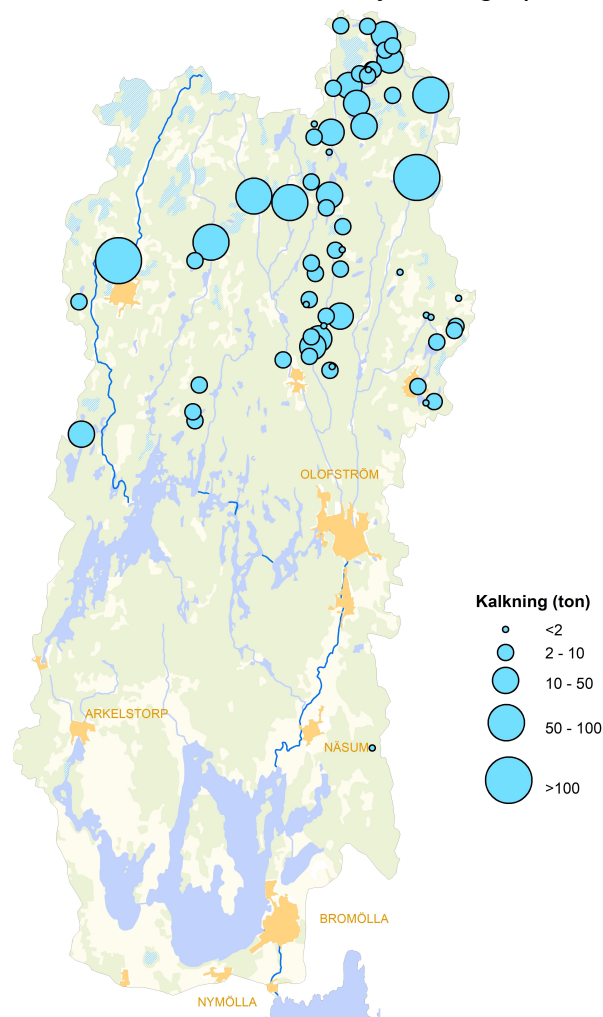 OLOFSTRÖM
Kalkning (ton)
<2
2 - 10
10 - 50
50 - 100
>100
ARKELSTORP
NÄSUM
BROMÖLLA
NYMÖLLA